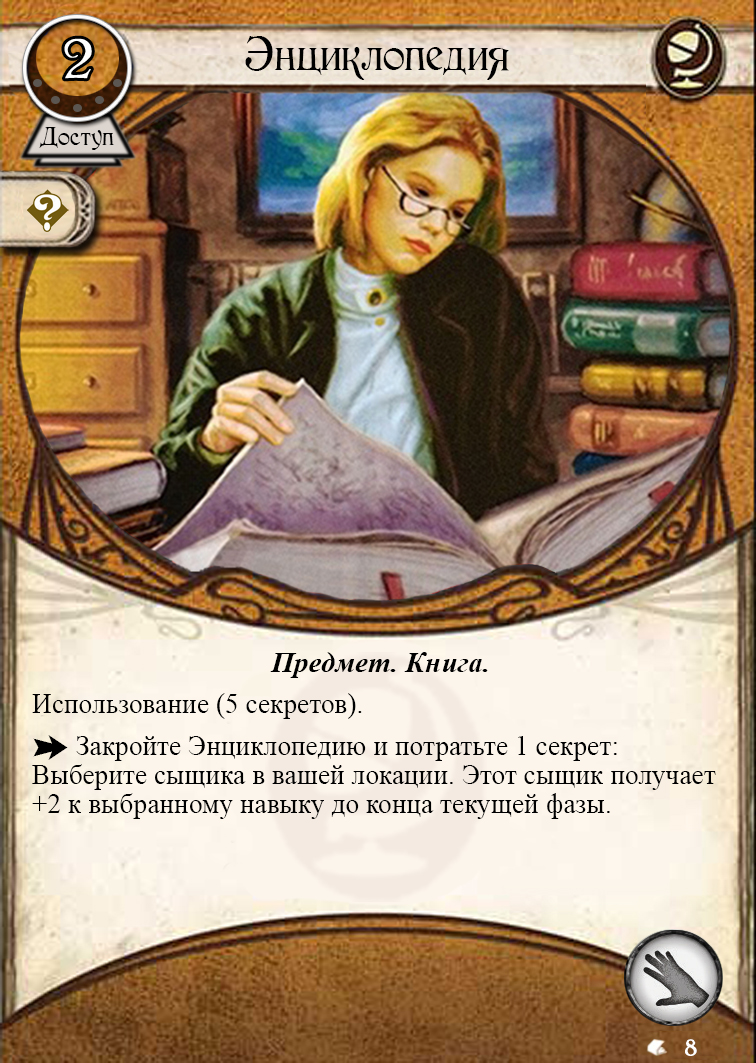 2
Энциклопедия
Доступ
?
Предмет. Книга.
Использование (5 секретов).
Закройте Энциклопедию и потратьте 1 секрет:
Выберите сыщика в вашей локации. Этот сыщик получает
+2 к выбранному навыку до конца текущей фазы.
8